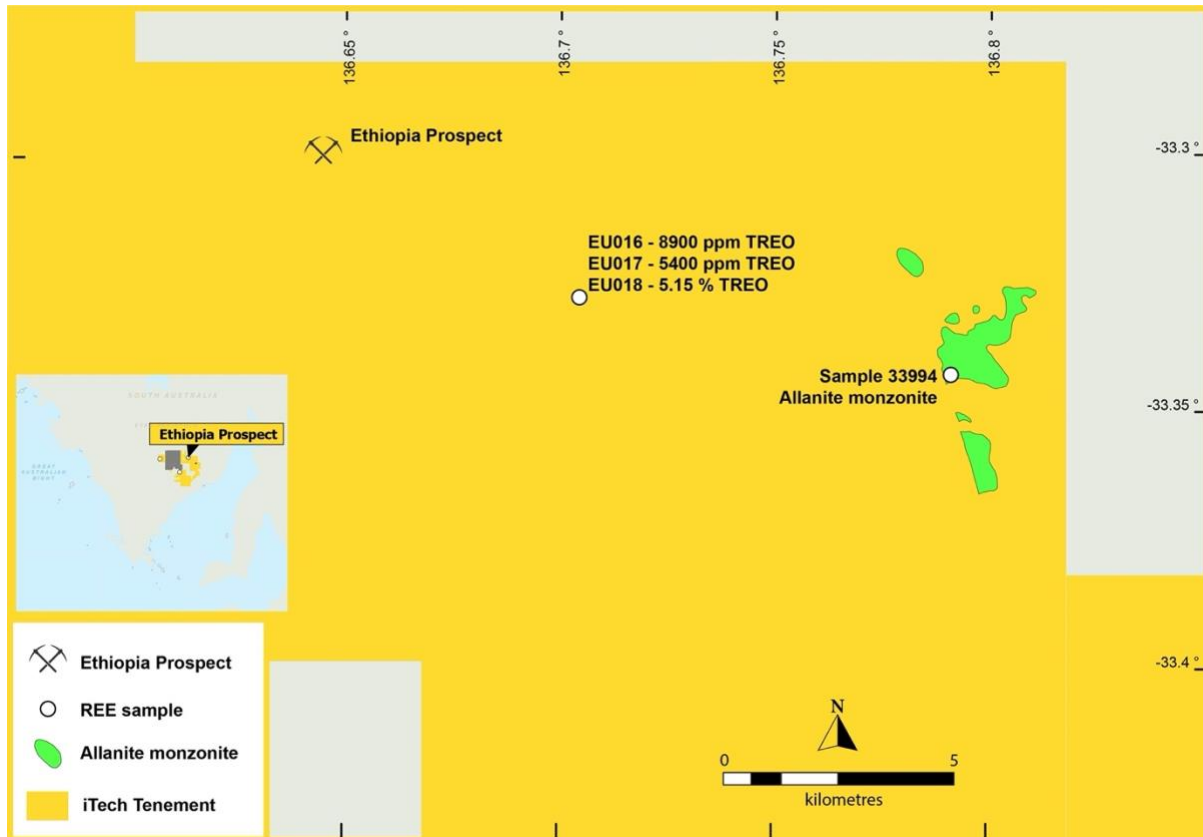 136.65 °
136.7 °
136.75 °
136.8 °
Ethiopia Prospect
-33.3 °
EU016 - 8900 ppm TREO
EU017 - 5400 ppm TREO
EU018 - 5.15 % TREO
Sample 33994
Allanite monzonite
-33.35 °
SOUTH AUSTRALIA
Ethiopia Prospect
GREAT
AUSTRALIAN
BIGHT
-33.4 °
Ethiopia Prospect
REE sample
Allanite monzonite
iTech Tenement
N
0 5
kilometres